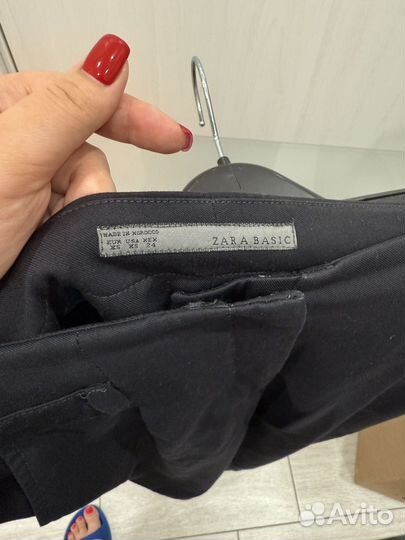 MADE IN MOROCCO
EUR USA MEX
XS XS 24
ZARA BASIC
Avito